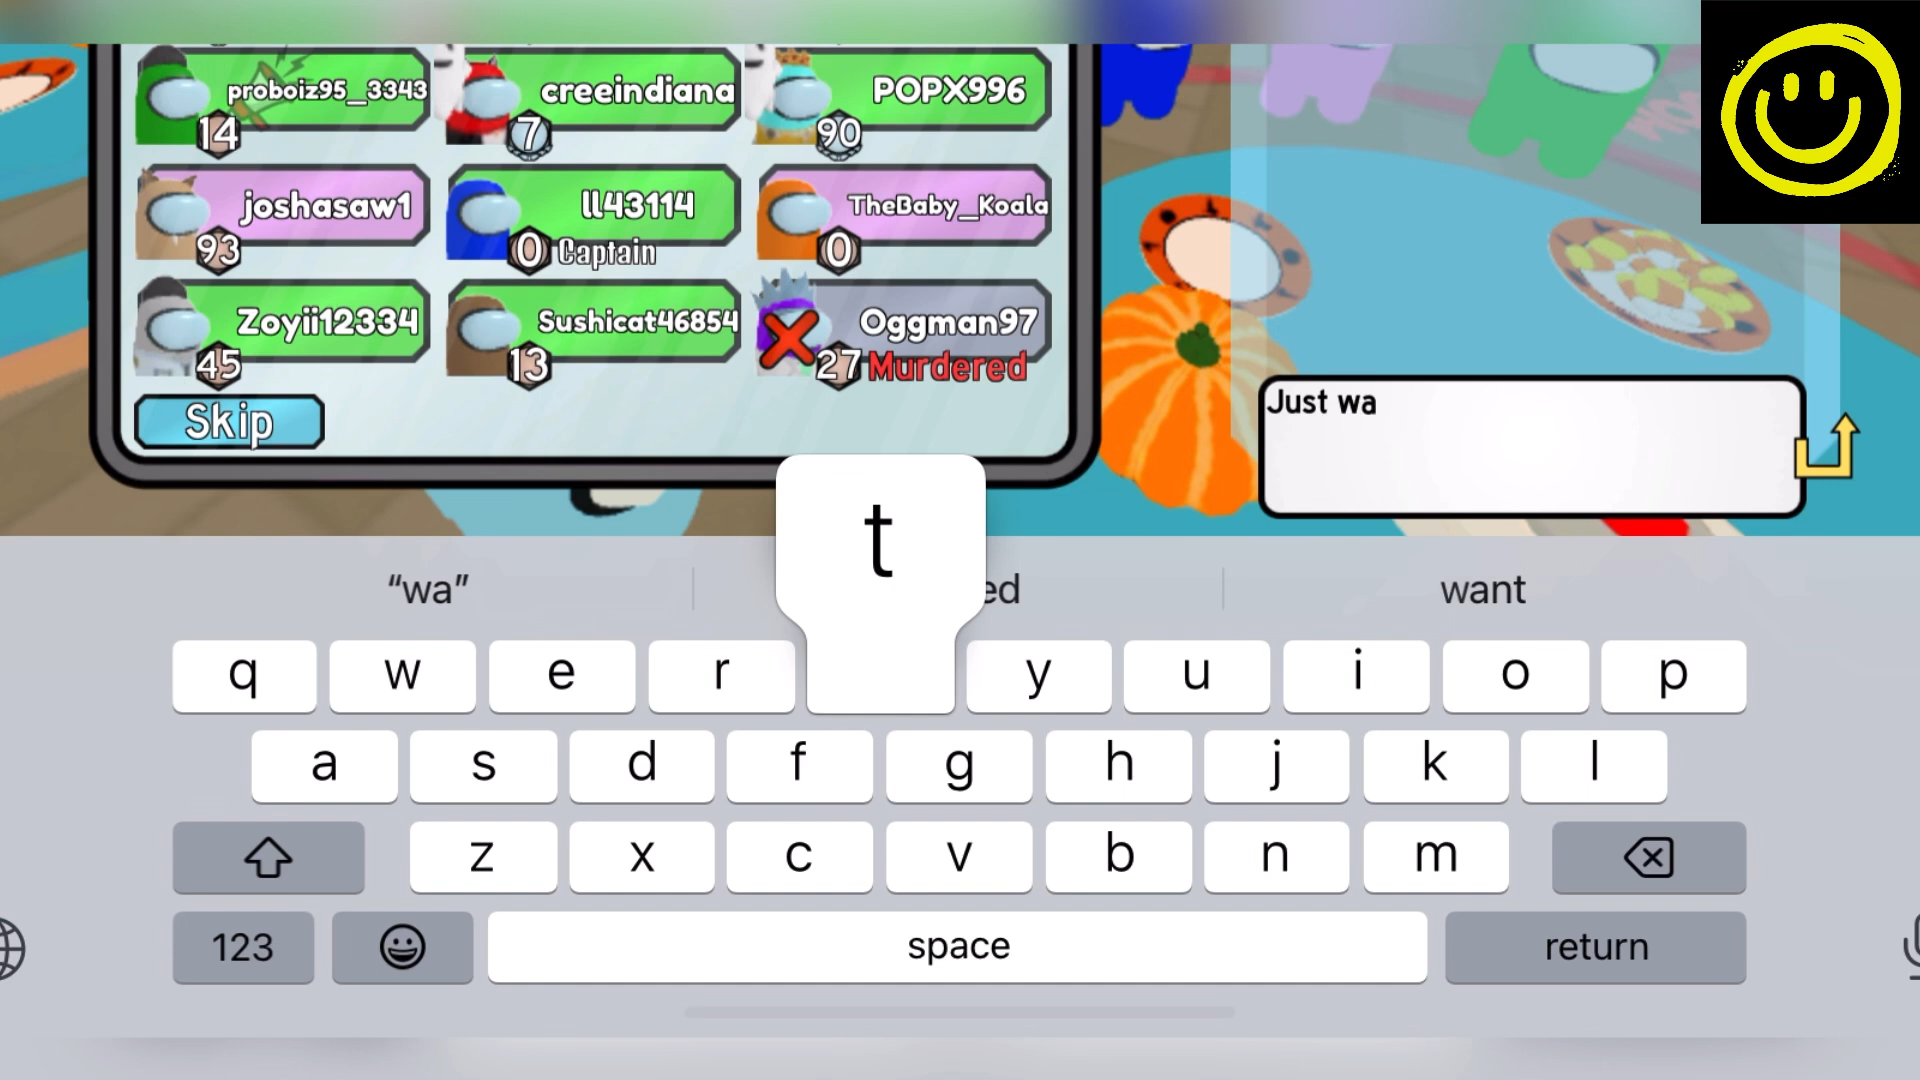 proboiz95_3343
14
creeindiana
7
POPX996
90
joshasaw1
93
ll43114
0 Captain
TheBaby_Koala
0
Zoyii12334
45
Sushicat46854
13
Oggman97
27 Murdered
Skip
Just wa
t
“wa”
ed
want
q w e r y u i o p
a s d f g h j k l
z x c v b n m
123
space
return